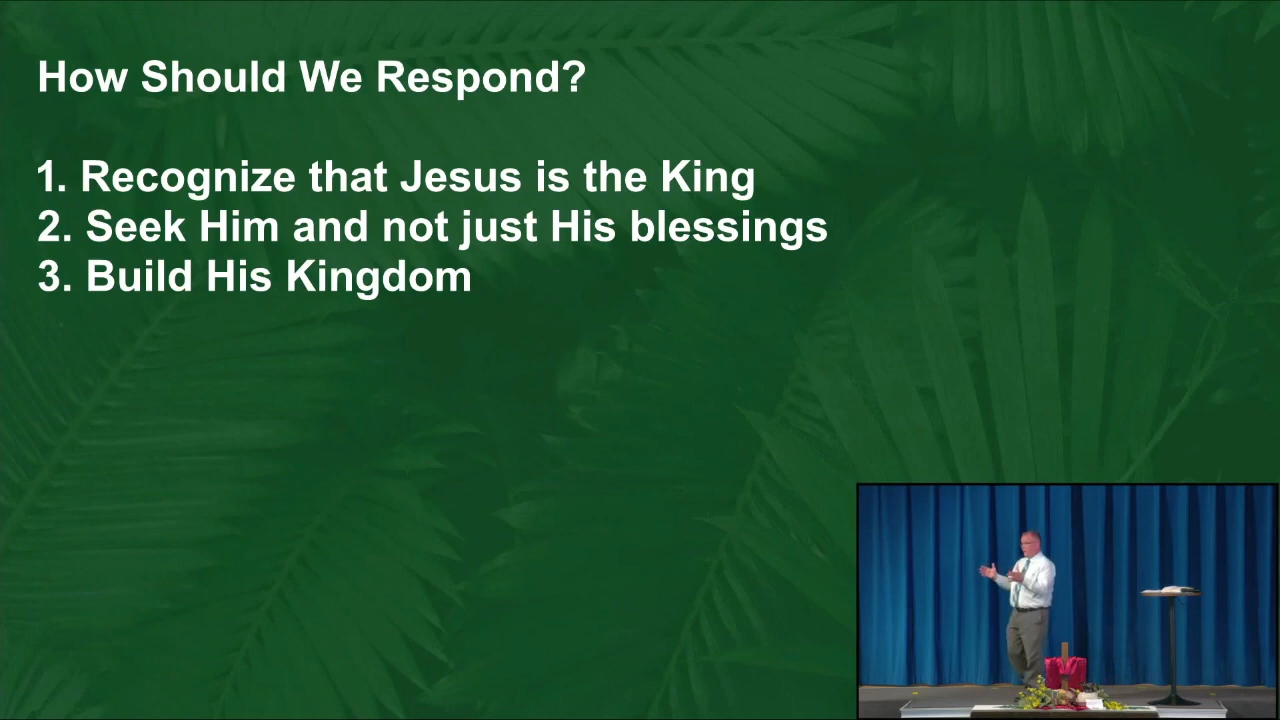 How Should We Respond?
1. Recognize that Jesus is the King
2. Seek Him and not just His blessings
3. Build His Kingdom